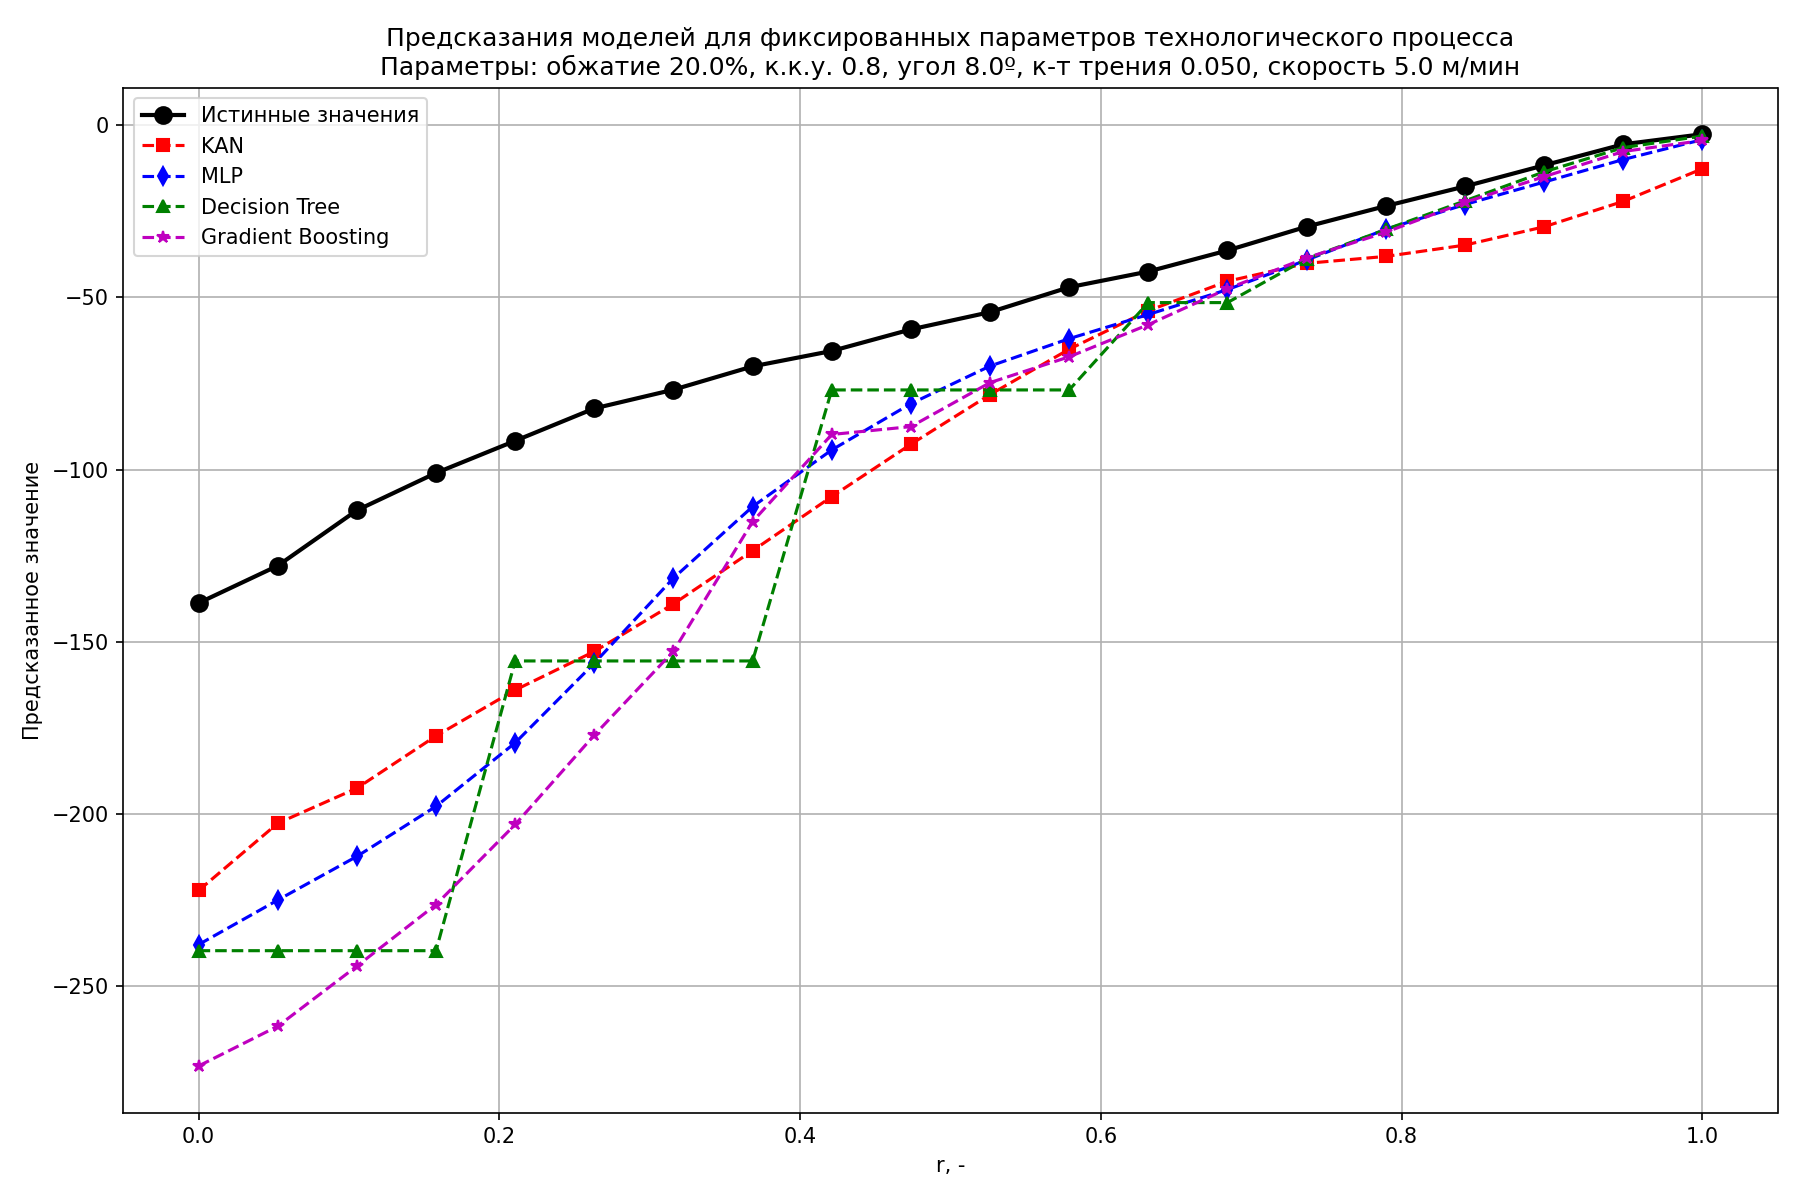 Предсказания моделей для фиксированных параметров технологического процесса
Параметры: обжатие 20.0%, к.к.у. 0.8, угол 8.0º, к-т трения 0.050, скорость 5.0 м/мин
Истинные значения
KAN
MLP
Decision Tree
Gradient Boosting
Предсказанное значение
0
−50
−100
−150
−200
−250
0.0
0.2
0.4
0.6
0.8
1.0
r, -